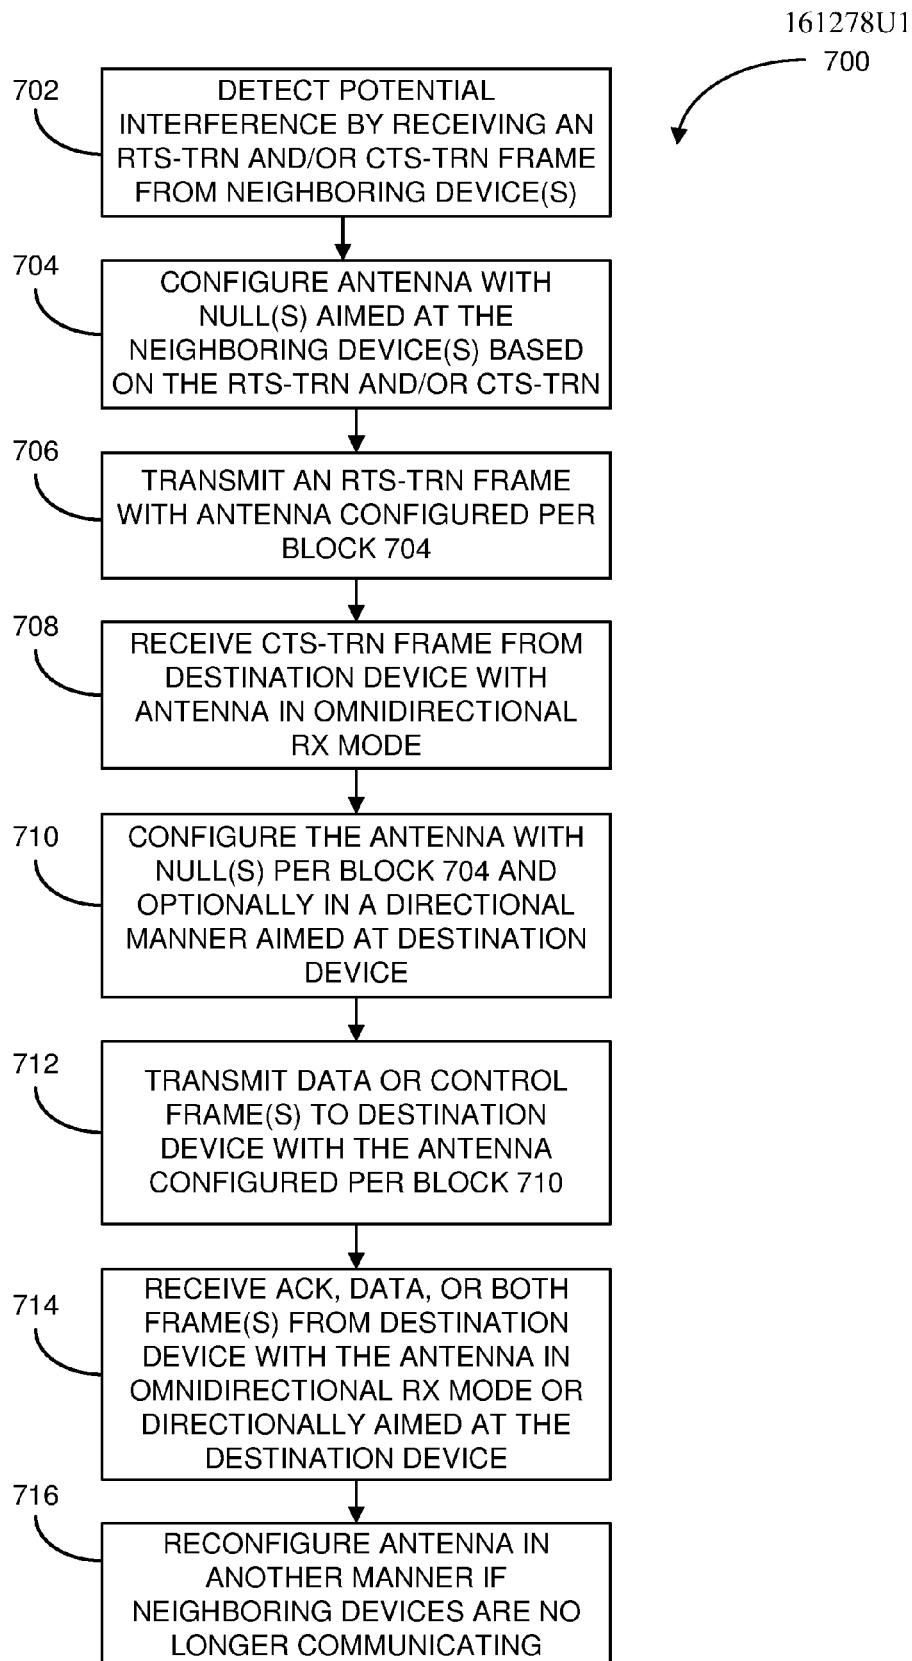 161278U1
700
702
DETECT POTENTIAL
INTERFERENCE BY RECEIVING AN
RTS-TRN AND/OR CTS-TRN FRAME
FROM NEIGHBORING DEVICE(S)
704
CONFIGURE ANTENNA WITH
NULL(S) AIMED AT THE
NEIGHBORING DEVICE(S) BASED
ON THE RTS-TRN AND/OR CTS-TRN
706
TRANSMIT AN RTS-TRN FRAME
WITH ANTENNA CONFIGURED PER
BLOCK 704
708
RECEIVE CTS-TRN FRAME FROM
DESTINATION DEVICE WITH
ANTENNA IN OMNIDIRECTIONAL
RX MODE
710
CONFIGURE THE ANTENNA WITH
NULL(S) PER BLOCK 704 AND
OPTIONALLY IN A DIRECTIONAL
MANNER AIMED AT DESTINATION
DEVICE
712
TRANSMIT DATA OR CONTROL
FRAME(S) TO DESTINATION
DEVICE WITH THE ANTENNA
CONFIGURED PER BLOCK 710
714
RECEIVE ACK, DATA, OR BOTH
FRAME(S) FROM DESTINATION
DEVICE WITH THE ANTENNA IN
OMNIDIRECTIONAL RX MODE OR
DIRECTIONALLY AIMED AT THE
DESTINATION DEVICE
716
RECONFIGURE ANTENNA IN
ANOTHER MANNER IF
NEIGHBORING DEVICES ARE NO
LONGER COMMUNICATING